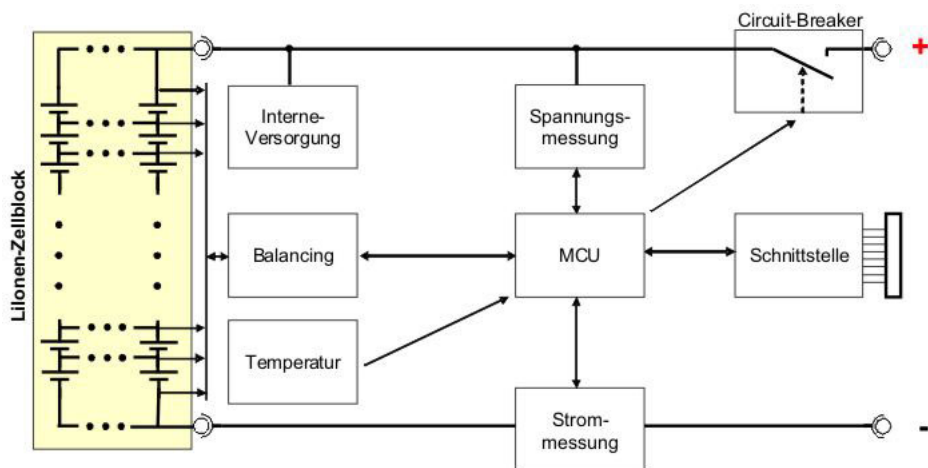 Circuit-Breaker
+
Interne-
Versorgung
Spannungs-
messung
LiIonen-Zellblock
Balancing
MCU
Schnittstelle
Temperatur
Strom-
messung
-